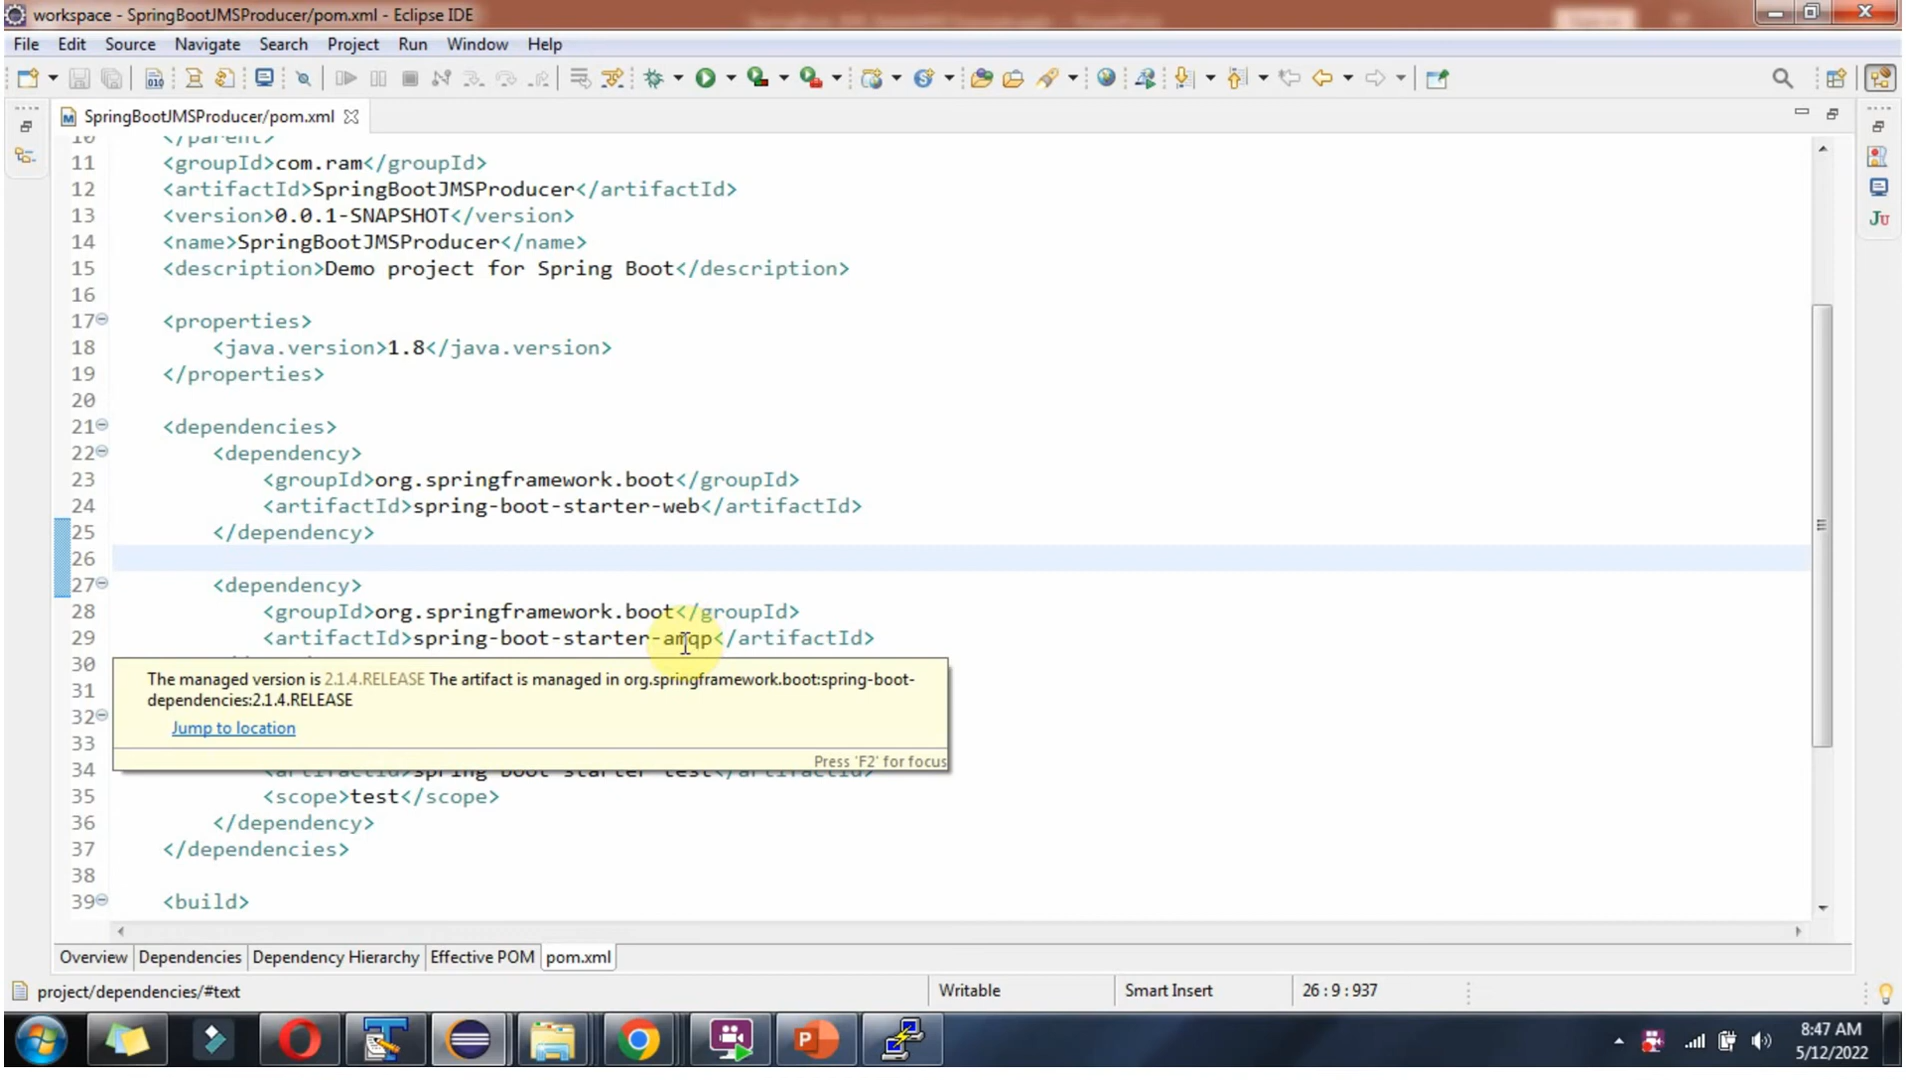 workspace - SpringBootJMSProducer/pom.xml - Eclipse IDE
File Edit Source Navigate Search Project Run Window Help
SpringBootJMSProducer/pom.xml
10 </parent>
11 <groupId>com.ram</groupId>
12 <artifactId>SpringBootJMSProducer</artifactId>
13 <version>0.0.1-SNAPSHOT</version>
14 <name>SpringBootJMSProducer</name>
15 <description>Demo project for Spring Boot</description>
16
17 <properties>
18 <java.version>1.8</java.version>
19 </properties>
20
21 <dependencies>
22 <dependency>
23 <groupId>org.springframework.boot</groupId>
24 <artifactId>spring-boot-starter-web</artifactId>
25 </dependency>
26
27 <dependency>
28 <groupId>org.springframework.boot</groupId>
29 <artifactId>spring-boot-starter-amqp</artifactId>
30
The managed version is 2.1.4.RELEASE The artifact is managed in org.springframework.boot:spring-boot-
31 dependencies:2.1.4.RELEASE
32 Jump to location
33
Press 'F2' for focus
34 <artifactId>spring-boot-starter-test</artifactId>
35 <scope>test</scope>
36 </dependency>
37 </dependencies>
38
39 <build>
Overview Dependencies Dependency Hierarchy Effective POM pom.xml
project/dependencies/#text Writable Smart Insert 26 : 9 : 937
8:47 AM
5/12/2022